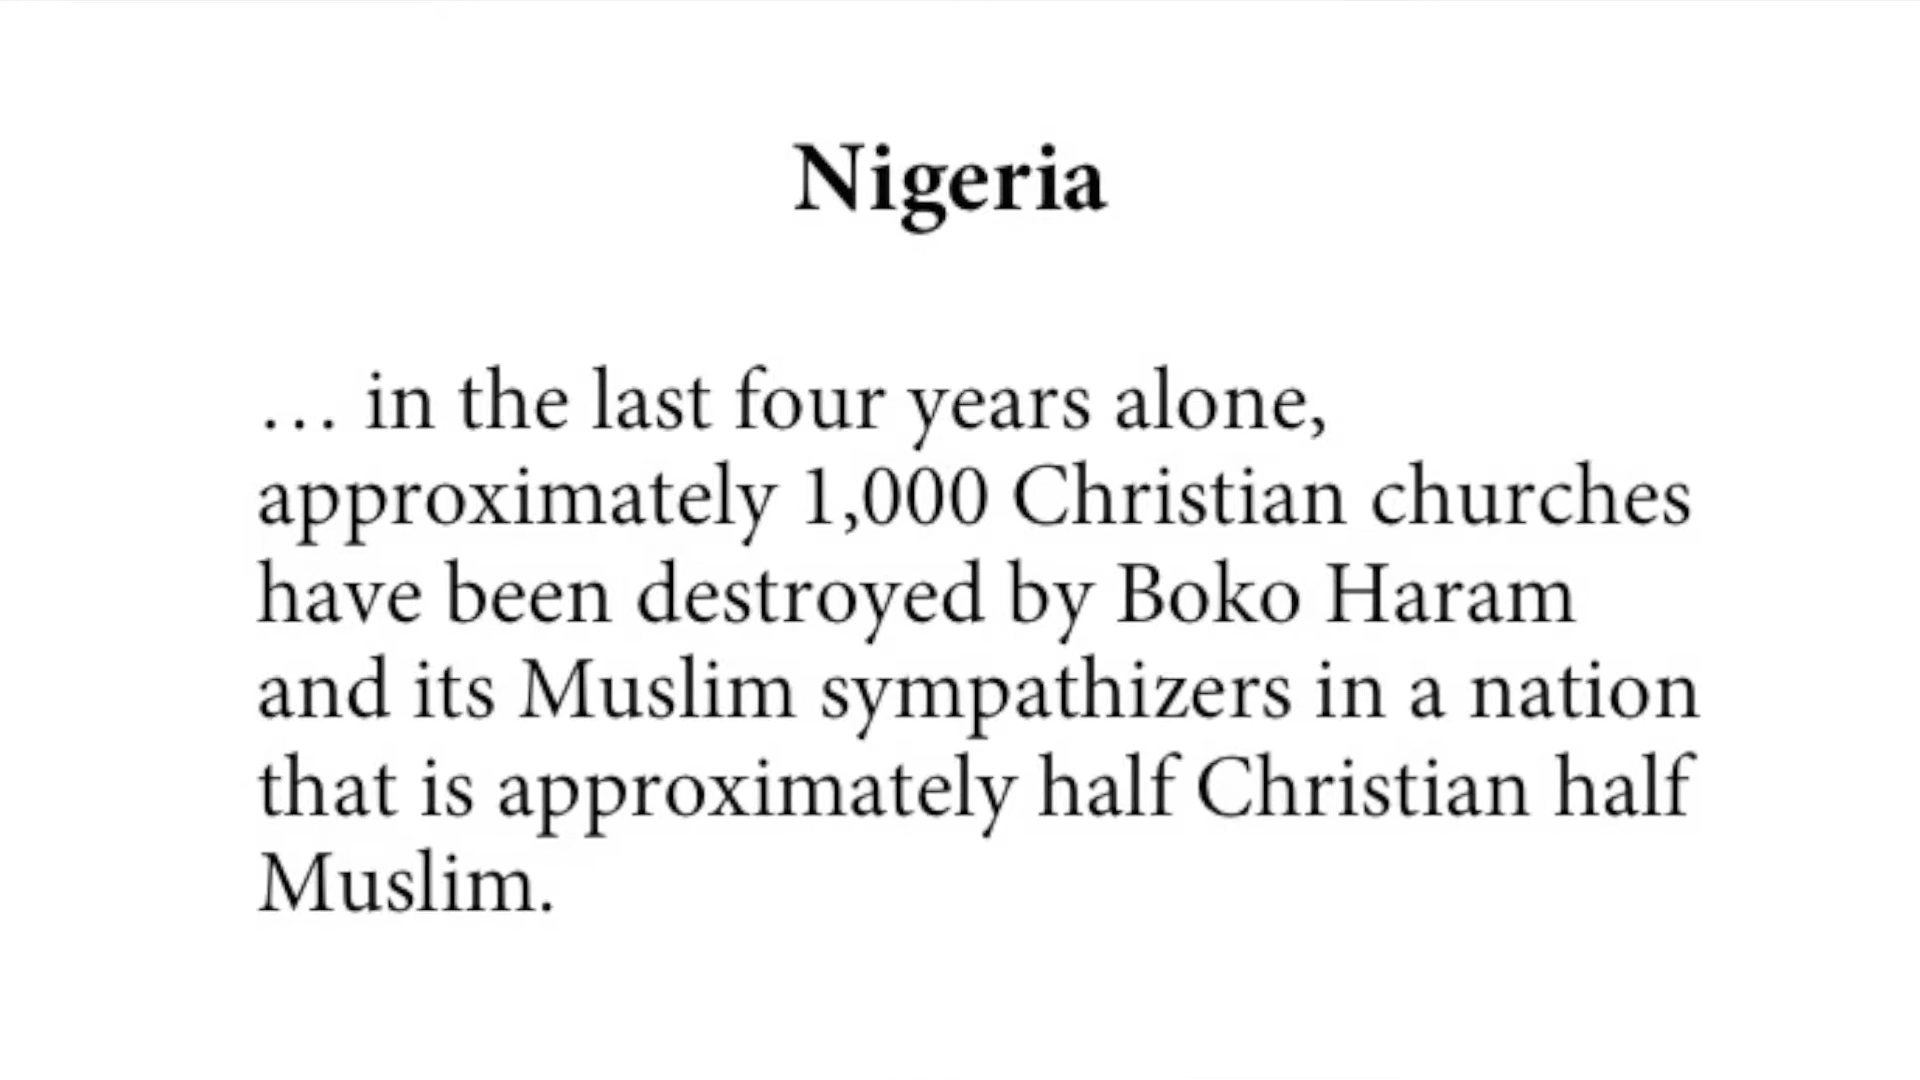 Nigeria
… in the last four years alone,
approximately 1,000 Christian churches
have been destroyed by Boko Haram
and its Muslim sympathizers in a nation
that is approximately half Christian half
Muslim.